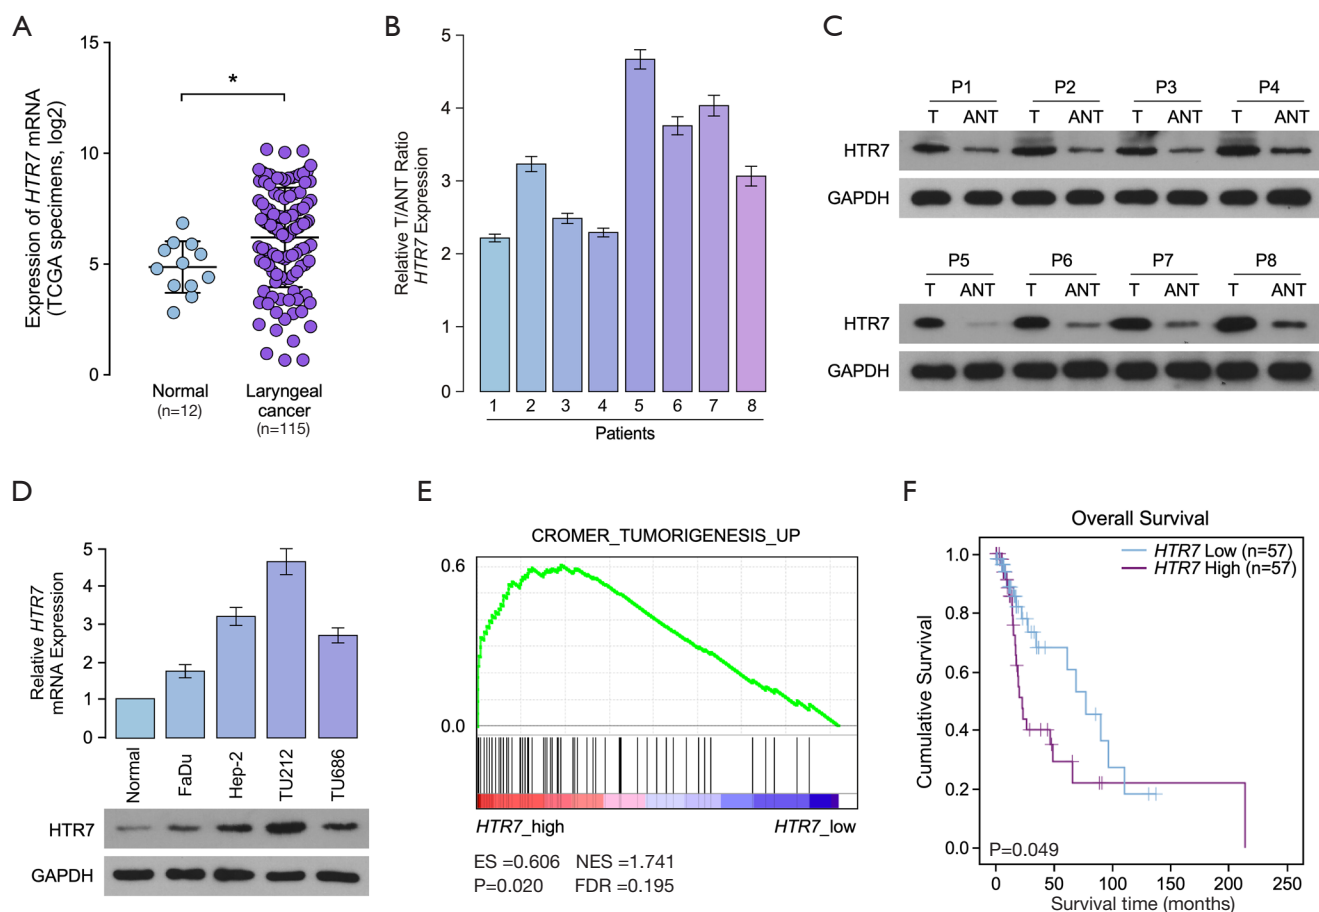 A
Expression of HTR7 mRNA
(TCGA specimens, log2)
15
10
5
0
*
Normal
(n=12)
Laryngeal
cancer
(n=115)
B
Relative T/ANT Ratio
HTR7 Expression
5
4
3
2
1
0
1 2 3 4 5 6 7 8
Patients
C
P1 P2 P3 P4
T ANT T ANT T ANT T ANT
HTR7
GAPDH
P5 P6 P7 P8
T ANT T ANT T ANT T ANT
HTR7
GAPDH
D
Relative HTR7
mRNA Expression
5
4
3
2
1
0
Normal FaDu Hep-2 TU212 TU686
HTR7
GAPDH
E
CROMER_TUMORIGENESIS_UP
0.6
0.0
HTR7_high HTR7_low
ES =0.606 NES =1.741
P=0.020 FDR =0.195
F
Overall Survival
HTR7 Low (n=57)
HTR7 High (n=57)
Cumulative Survival
1.0
0.8
0.6
0.4
0.2
0.0
P=0.049
0 50 100 150 200 250
Survival time (months)